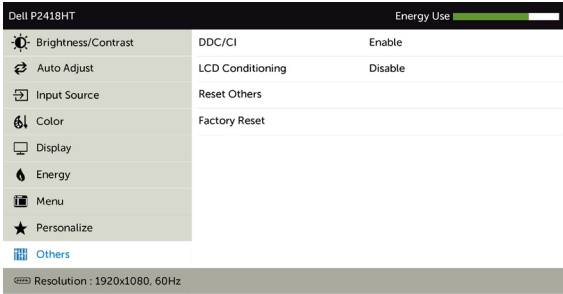 Dell P2418HT Energy Use
Brightness/Contrast DDC/CI Enable
Auto Adjust LCD Conditioning Disable
Input Source Reset Others
Color Factory Reset
Display
Energy
Menu
Personalize
Others
Resolution : 1920x1080, 60Hz